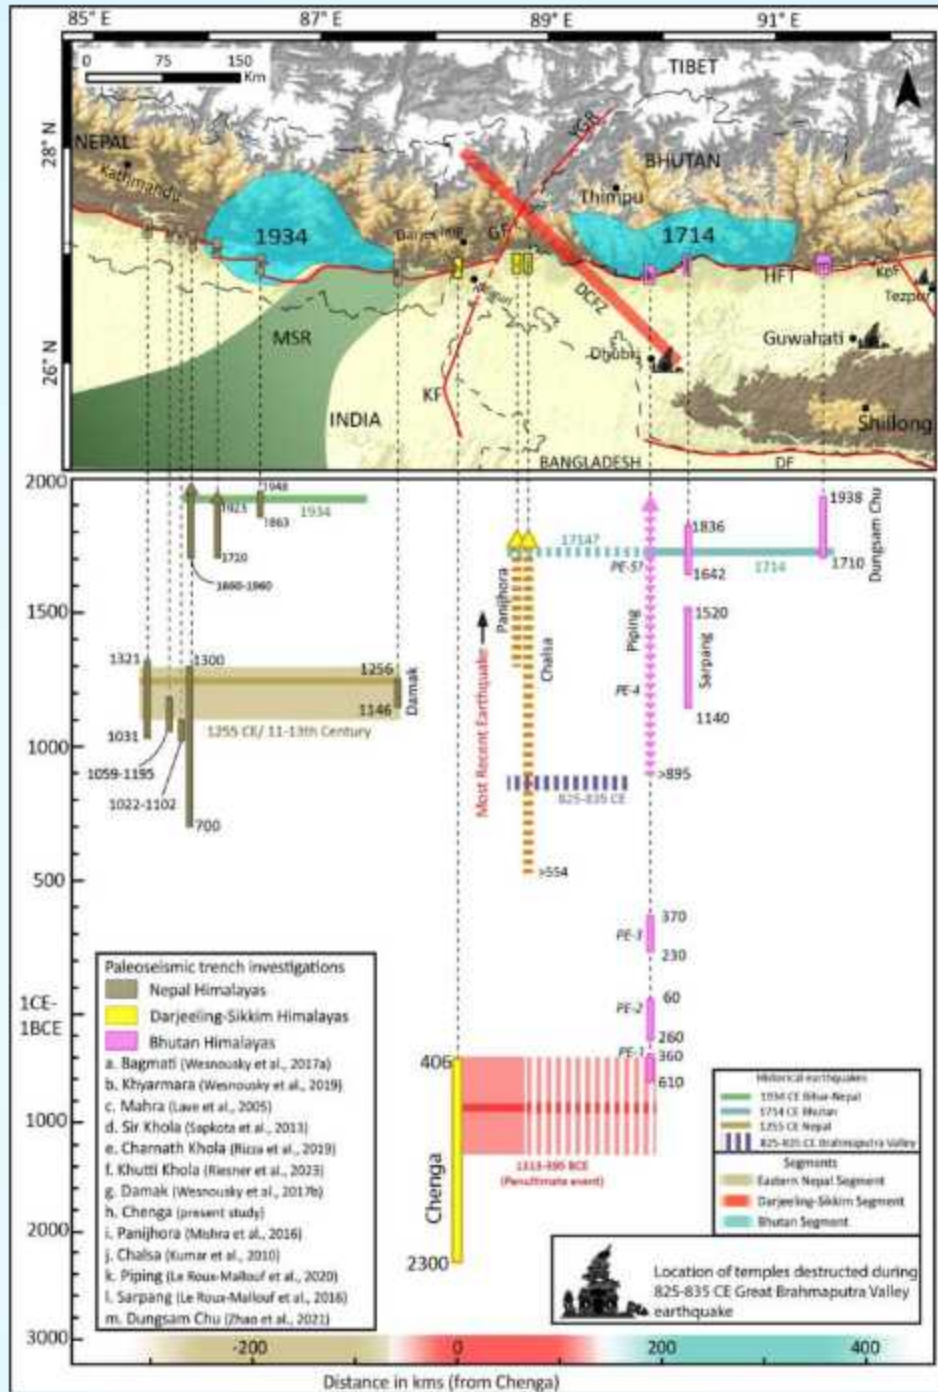 85° E 87° E 89° E 91° E
0 75 150
Km
TIBET
N
28° N
NEPAL
Kathmandu
YGR
BHUTAN
Thimpu
1934
Darjeeling
GF
1714
HFT
KpF
Tezpur
DCFZ
MSR
Dhubri
Guwahati
26° N
KF
INDIA
Shillong
BANGLADESH
DF
2000
1948
1923
1863
1934
1720
1938
1836
1714?
PE-5?
1642
1714
1710
Dungsam Chu
Panijhora
1500
1520
1321
1300
1256
1146
Damak
Most Recent Earthquake
Chalsa
Piping
PE-4
Sarpang
1140
1255 CE/ 11-13th Century
1031
1000
1059-1195
1022-1102
>895
825-835 CE
700
500
>554
370
PE-3
230
1CE-
1BCE
60
PE-2
260
PE-1
360
610
406
1000
(Penultimate event)
Chenga
2000
2300
3000
Paleoseismic trench investigations
Nepal Himalayas
Darjeeling-Sikkim Himalayas
Bhutan Himalayas
a. Bagmati (Wesnousky et al., 2017a)
b. Khyarmara (Wesnousky et al., 2019)
c. Mahra (Lave et al., 2005)
d. Sir Khola (Sapkota et al., 2013)
e. Charnath Khola (Rizza et al., 2019)
f. Khutti Khola (Riesner et al., 2023)
g. Damak (Wesnousky et al., 2017b)
h. Chenga (present study)
i. Panijhora (Mishra et al., 2016)
j. Chalsa (Kumar et al., 2010)
k. Piping (Le Roux-Mallouf et al., 2020)
l. Sarpang (Le Roux-Mallouf et al., 2016)
m. Dungsam Chu (Zhao et al., 2021)
Historical earthquakes
1934 CE Bihar-Nepal
1714 CE Bhutan
1255 CE Nepal
825-835 CE Brahmaputra Valley
Segments
Eastern Nepal Segment
Darjeeling-Sikkim Segment
Bhutan Segment
Location of temples destructed during
825-835 CE Great Brahmaputra Valley
earthquake
-200 0 200 400
Distance in kms (from Chenga)